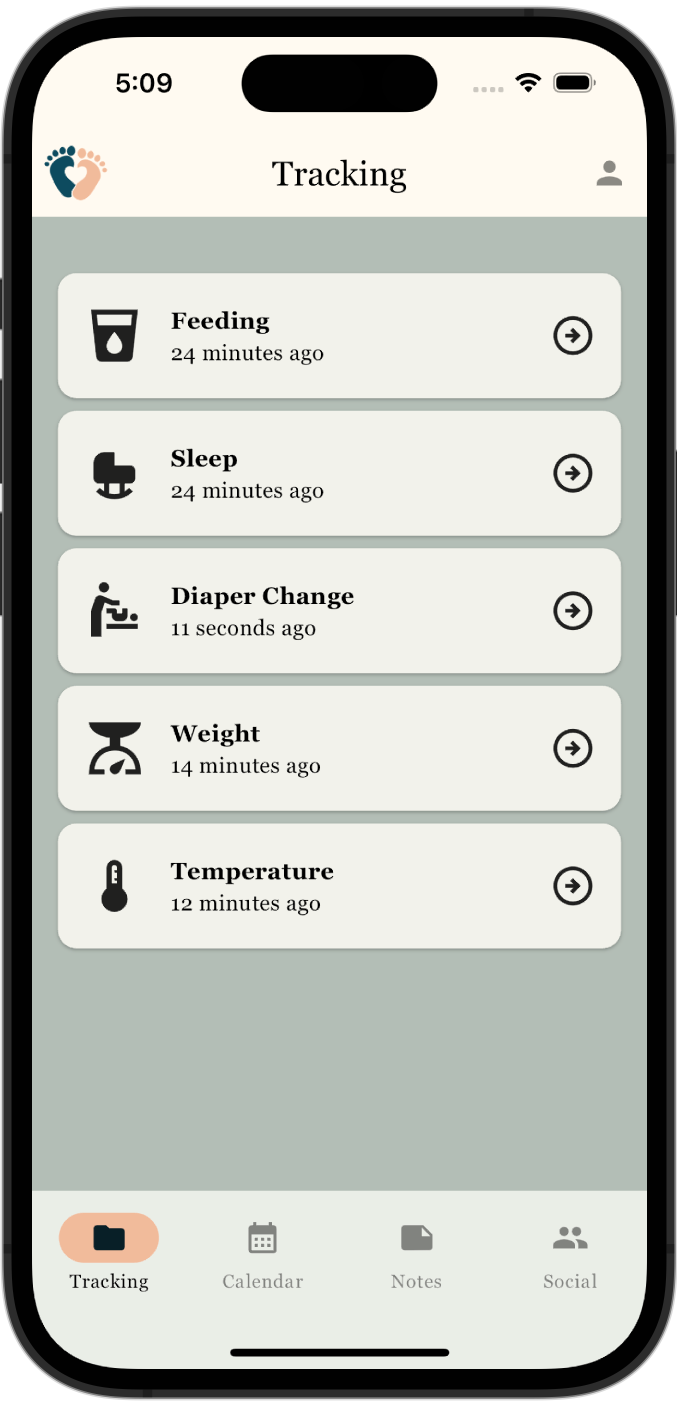 5:09
Tracking
Feeding
24 minutes ago
Sleep
24 minutes ago
Diaper Change
11 seconds ago
Weight
14 minutes ago
Temperature
12 minutes ago
Tracking
Calendar
Notes
Social